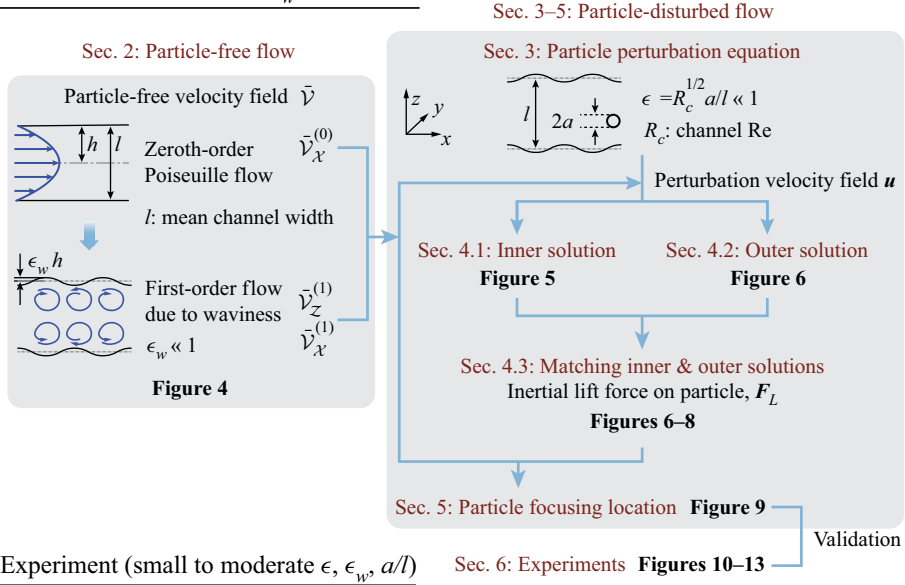 w
Sec. 3–5: Particle-disturbed flow
Sec. 2: Particle-free flow
Particle-free velocity field 𝒱̄
h
l
Zeroth-order
Poiseuille flow
𝒱̄_𝒳^(0)
l: mean channel width
ϵ_w h
First-order flow
due to waviness
ϵ_w ≪ 1
𝒱̄_𝒵^(1)
𝒱̄_𝒳^(1)
Figure 4
Sec. 3: Particle perturbation equation
z
y
x
l
2a
ϵ =R_c^1/2 a/l ≪ 1
R_c: channel Re
Perturbation velocity field u
Sec. 4.1: Inner solution
Figure 5
Sec. 4.2: Outer solution
Figure 6
Sec. 4.3: Matching inner & outer solutions
Inertial lift force on particle, F_L
Figures 6–8
Sec. 5: Particle focusing location Figure 9
Validation
Experiment (small to moderate ϵ, ϵ_w, a/l)
Sec. 6: Experiments Figures 10–13